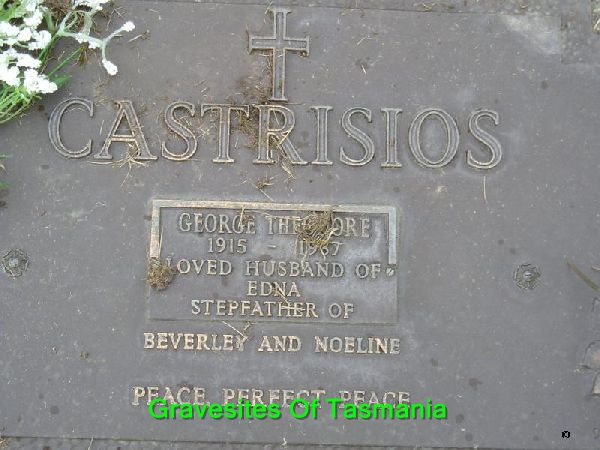 CASTRISIOS
GEORGE THEODORE
1915 - 1987
LOVED HUSBAND OF
EDNA
STEPFATHER OF
BEVERLEY AND NOELINE
PEACE PERFECT PEACE
Gravesites Of Tasmania